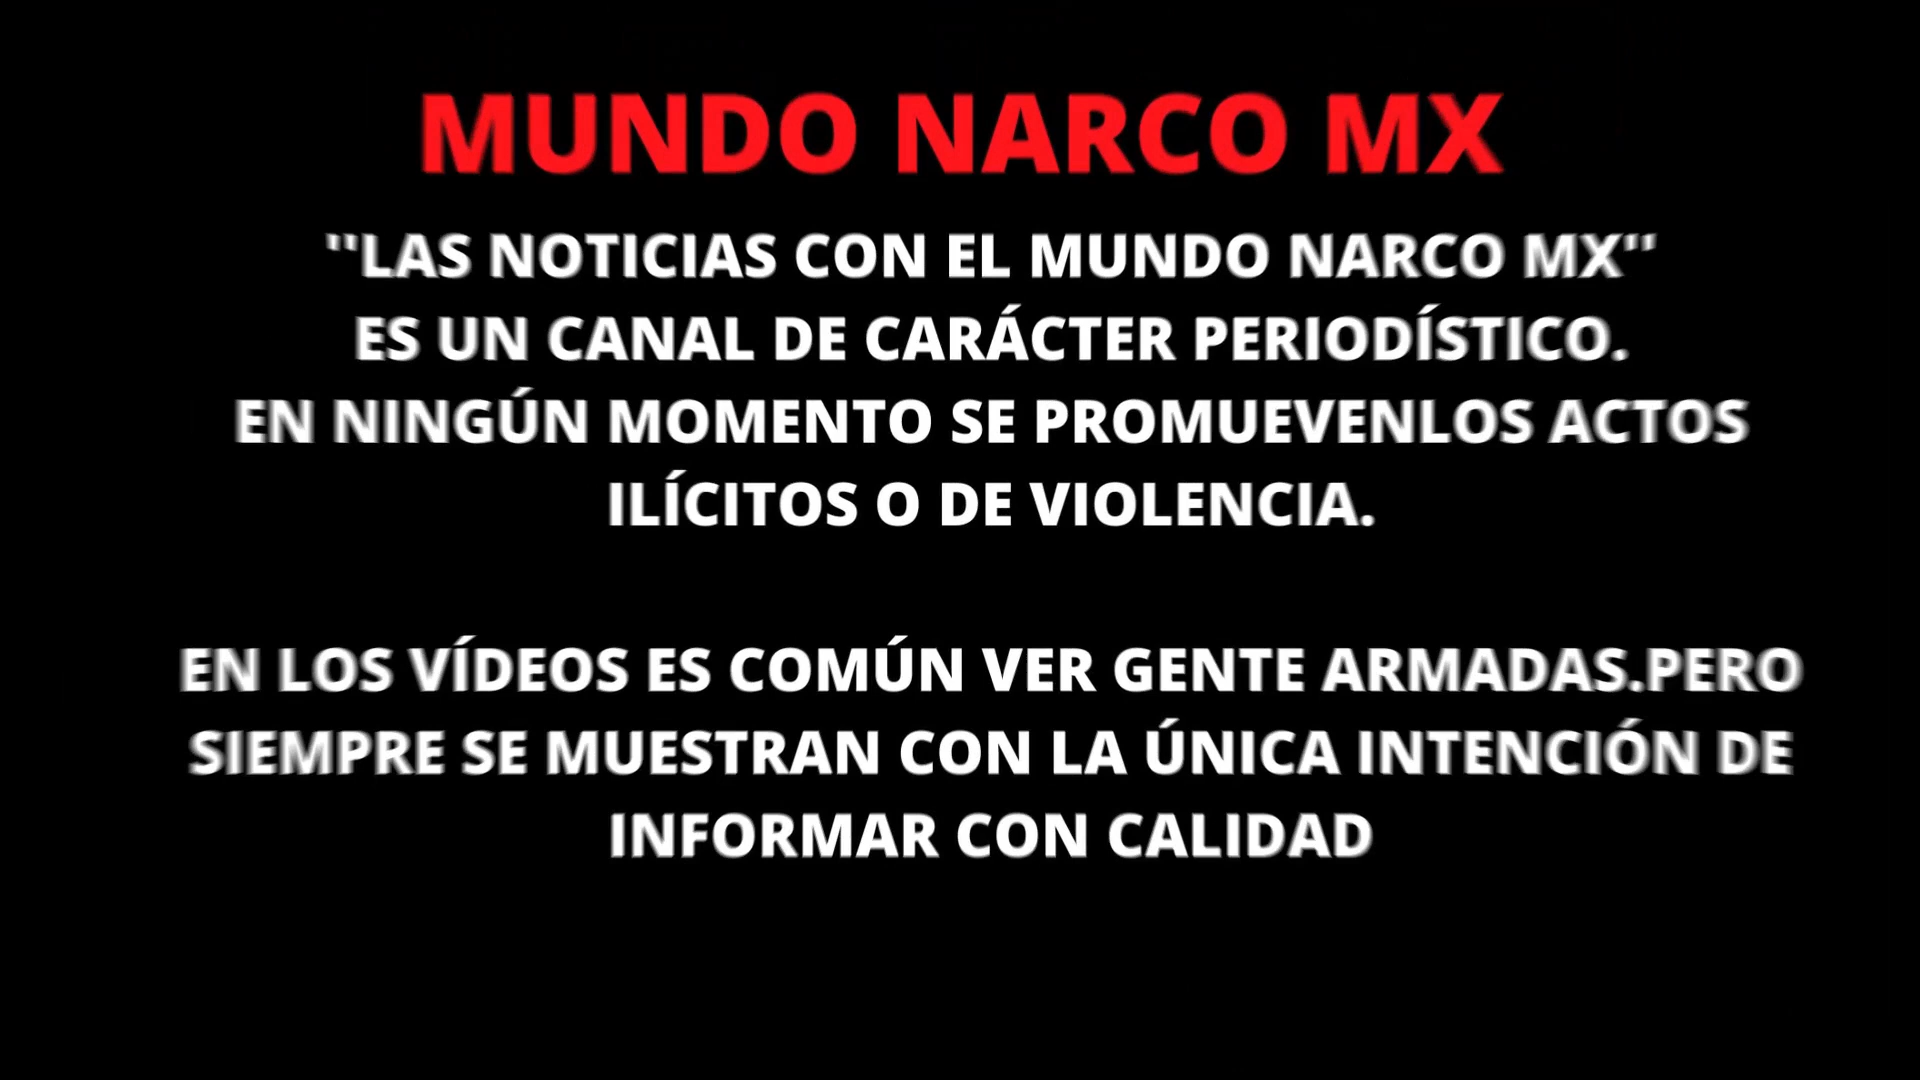 MUNDO NARCO MX
"LAS NOTICIAS CON EL MUNDO NARCO MX"
ES UN CANAL DE CARÁCTER PERIODÍSTICO.
EN NINGÚN MOMENTO SE PROMUEVENLOS ACTOS
ILÍCITOS O DE VIOLENCIA.
EN LOS VÍDEOS ES COMÚN VER GENTE ARMADAS.PERO
SIEMPRE SE MUESTRAN CON LA ÚNICA INTENCIÓN DE
INFORMAR CON CALIDAD